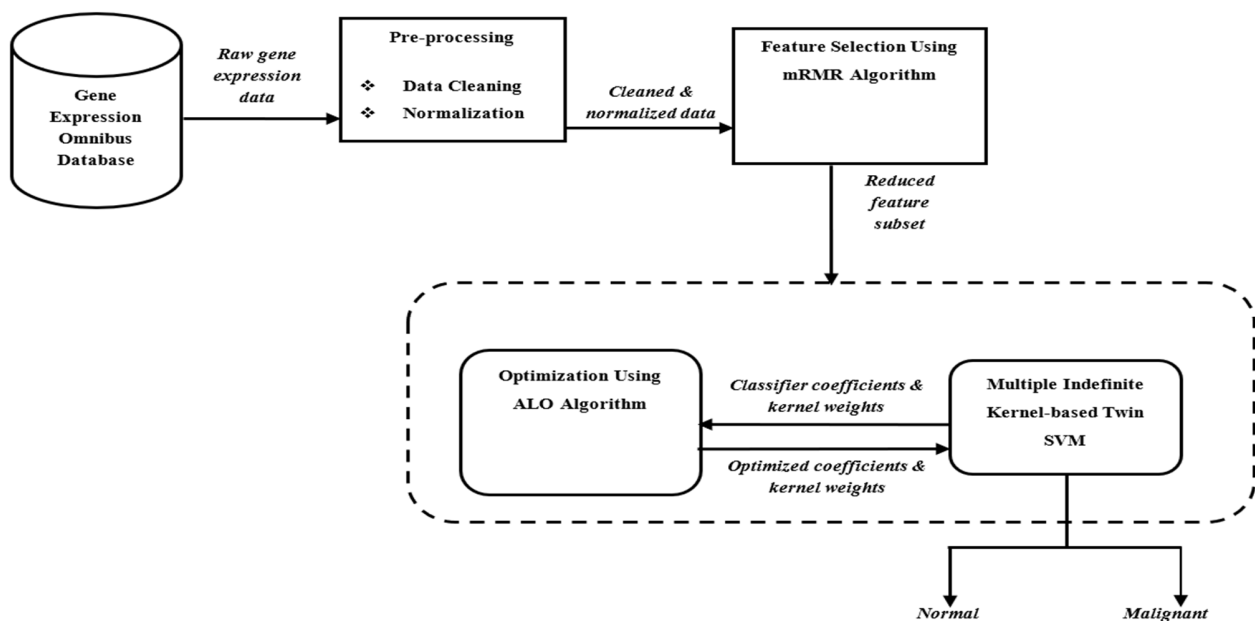 Gene
Expression
Omnibus
Database
Raw gene
expression
data
Pre-processing
❖ Data Cleaning
❖ Normalization
Cleaned &
normalized data
Feature Selection Using
mRMR Algorithm
Reduced
feature
subset
Optimization Using
ALO Algorithm
Classifier coefficients &
kernel weights
Optimized coefficients &
kernel weights
Multiple Indefinite
Kernel-based Twin
SVM
Normal
Malignant